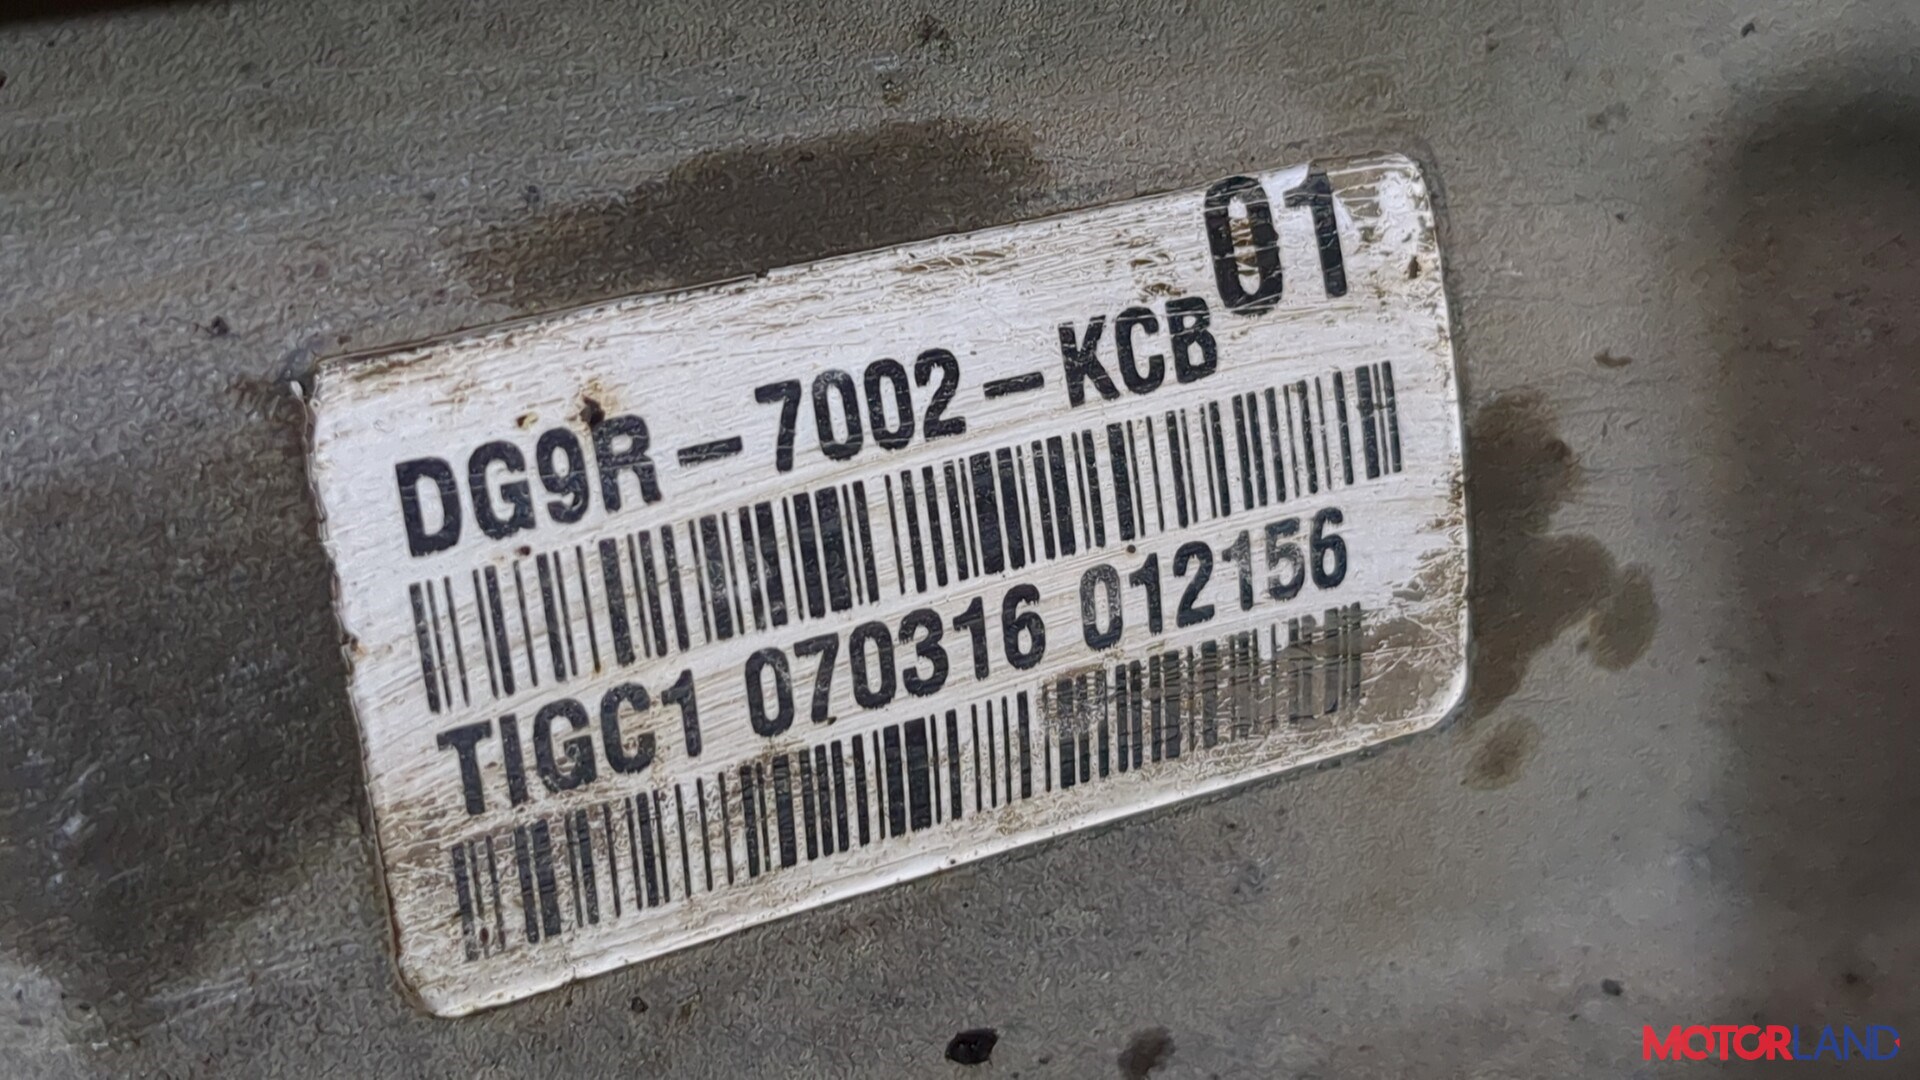 01
DG9R-7002-KCB
TIGC1 070316 012156
MOTORLAND